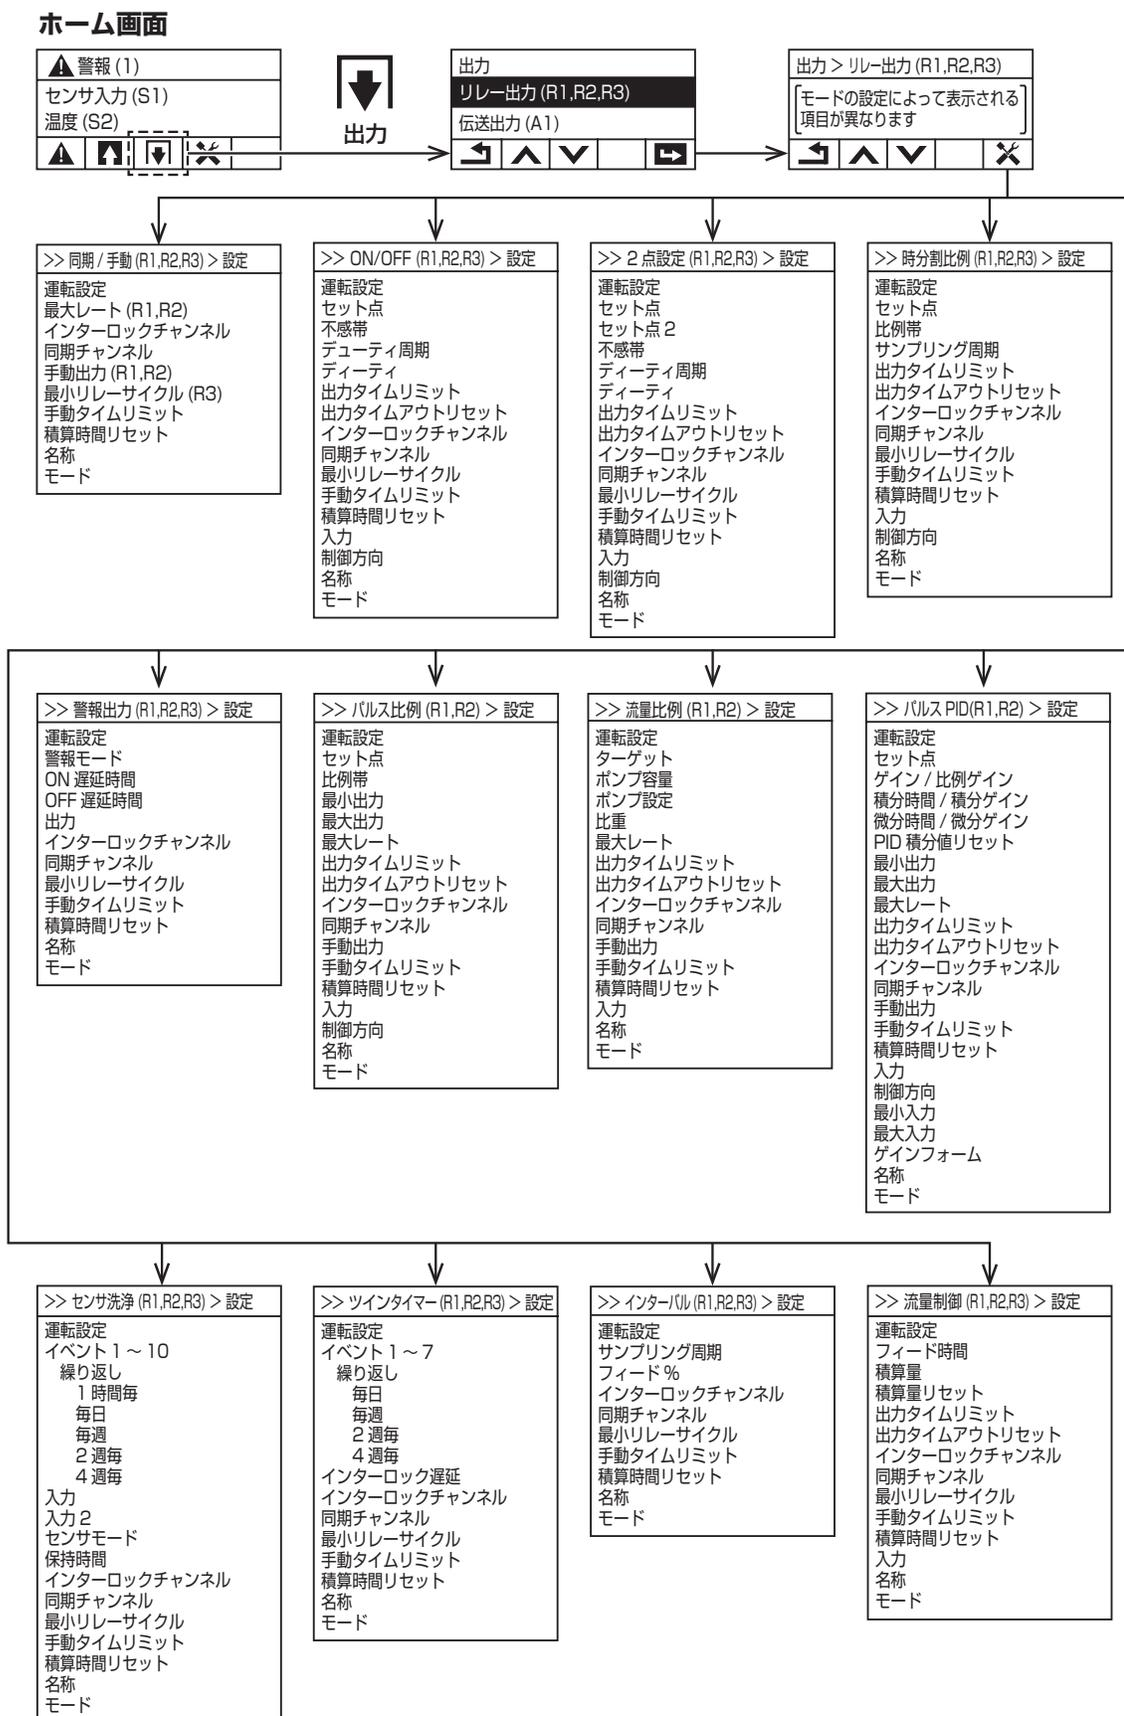 ホーム画面
警報 (1)
センサ入力 (S1)
温度 (S2)
出力
出力
リレー出力 (R1,R2,R3)
伝送出力 (A1)
出力 > リレー出力 (R1,R2,R3)
モードの設定によって表示される
項目が異なります
>> 同期 / 手動 (R1,R2,R3) > 設定
運転設定
最大レート (R1,R2)
インターロックチャンネル
同期チャンネル
手動出力 (R1,R2)
最小リレーサイクル (R3)
手動タイムリミット
積算時間リセット
名称
モード
>> ON/OFF (R1,R2,R3) > 設定
運転設定
セット点
不感帯
デューティ周期
ディーティ
出力タイムリミット
出力タイムアウトリセット
インターロックチャンネル
同期チャンネル
最小リレーサイクル
手動タイムリミット
積算時間リセット
入力
制御方向
名称
モード
>> 2 点設定 (R1,R2,R3) > 設定
運転設定
セット点
セット点 2
不感帯
ディーティ周期
ディーティ
出力タイムリミット
出力タイムアウトリセット
インターロックチャンネル
同期チャンネル
最小リレーサイクル
手動タイムリミット
積算時間リセット
入力
制御方向
名称
モード
>> 時分割比例 (R1,R2,R3) > 設定
運転設定
セット点
比例帯
サンプリング周期
出力タイムリミット
出力タイムアウトリセット
インターロックチャンネル
同期チャンネル
最小リレーサイクル
手動タイムリミット
積算時間リセット
入力
制御方向
名称
モード
>> 警報出力 (R1,R2,R3) > 設定
運転設定
警報モード
ON 遅延時間
OFF 遅延時間
出力
インターロックチャンネル
同期チャンネル
最小リレーサイクル
手動タイムリミット
積算時間リセット
名称
モード
>> パルス比例 (R1,R2) > 設定
運転設定
セット点
比例帯
最小出力
最大出力
最大レート
出力タイムリミット
出力タイムアウトリセット
インターロックチャンネル
同期チャンネル
手動出力
手動タイムリミット
積算時間リセット
入力
制御方向
名称
モード
>> 流量比例 (R1,R2) > 設定
運転設定
ターゲット
ポンプ容量
ポンプ設定
比重
最大レート
出力タイムリミット
出力タイムアウトリセット
インターロックチャンネル
同期チャンネル
手動出力
手動タイムリミット
積算時間リセット
入力
名称
モード
>> パルス PID(R1,R2) > 設定
運転設定
セット点
ゲイン / 比例ゲイン
積分時間 / 積分ゲイン
微分時間 / 微分ゲイン
PID 積分値リセット
最小出力
最大出力
最大レート
出力タイムリミット
出力タイムアウトリセット
インターロックチャンネル
同期チャンネル
手動出力
手動タイムリミット
積算時間リセット
入力
制御方向
最小入力
最大入力
ゲインフォーム
名称
モード
>> センサ洗浄 (R1,R2,R3) > 設定
運転設定
イベント 1 ~ 10
繰り返し
1 時間毎
毎日
毎週
2 週毎
4 週毎
入力
入力 2
センサモード
保持時間
インターロックチャンネル
同期チャンネル
最小リレーサイクル
手動タイムリミット
積算時間リセット
名称
モード
>> ツインタイマー (R1,R2,R3) > 設定
運転設定
イベント 1 ~ 7
繰り返し
毎日
毎週
2 週毎
4 週毎
インターロック遅延
インターロックチャンネル
同期チャンネル
最小リレーサイクル
手動タイムリミット
積算時間リセット
名称
モード
>> インターバル (R1,R2,R3) > 設定
運転設定
サンプリング周期
フィード %
インターロックチャンネル
同期チャンネル
最小リレーサイクル
手動タイムリミット
積算時間リセット
名称
モード
>> 流量制御 (R1,R2,R3) > 設定
運転設定
フィード時間
積算量
積算量リセット
出力タイムリミット
出力タイムアウトリセット
インターロックチャンネル
同期チャンネル
最小リレーサイクル
手動タイムリミット
積算時間リセット
入力
名称
モード